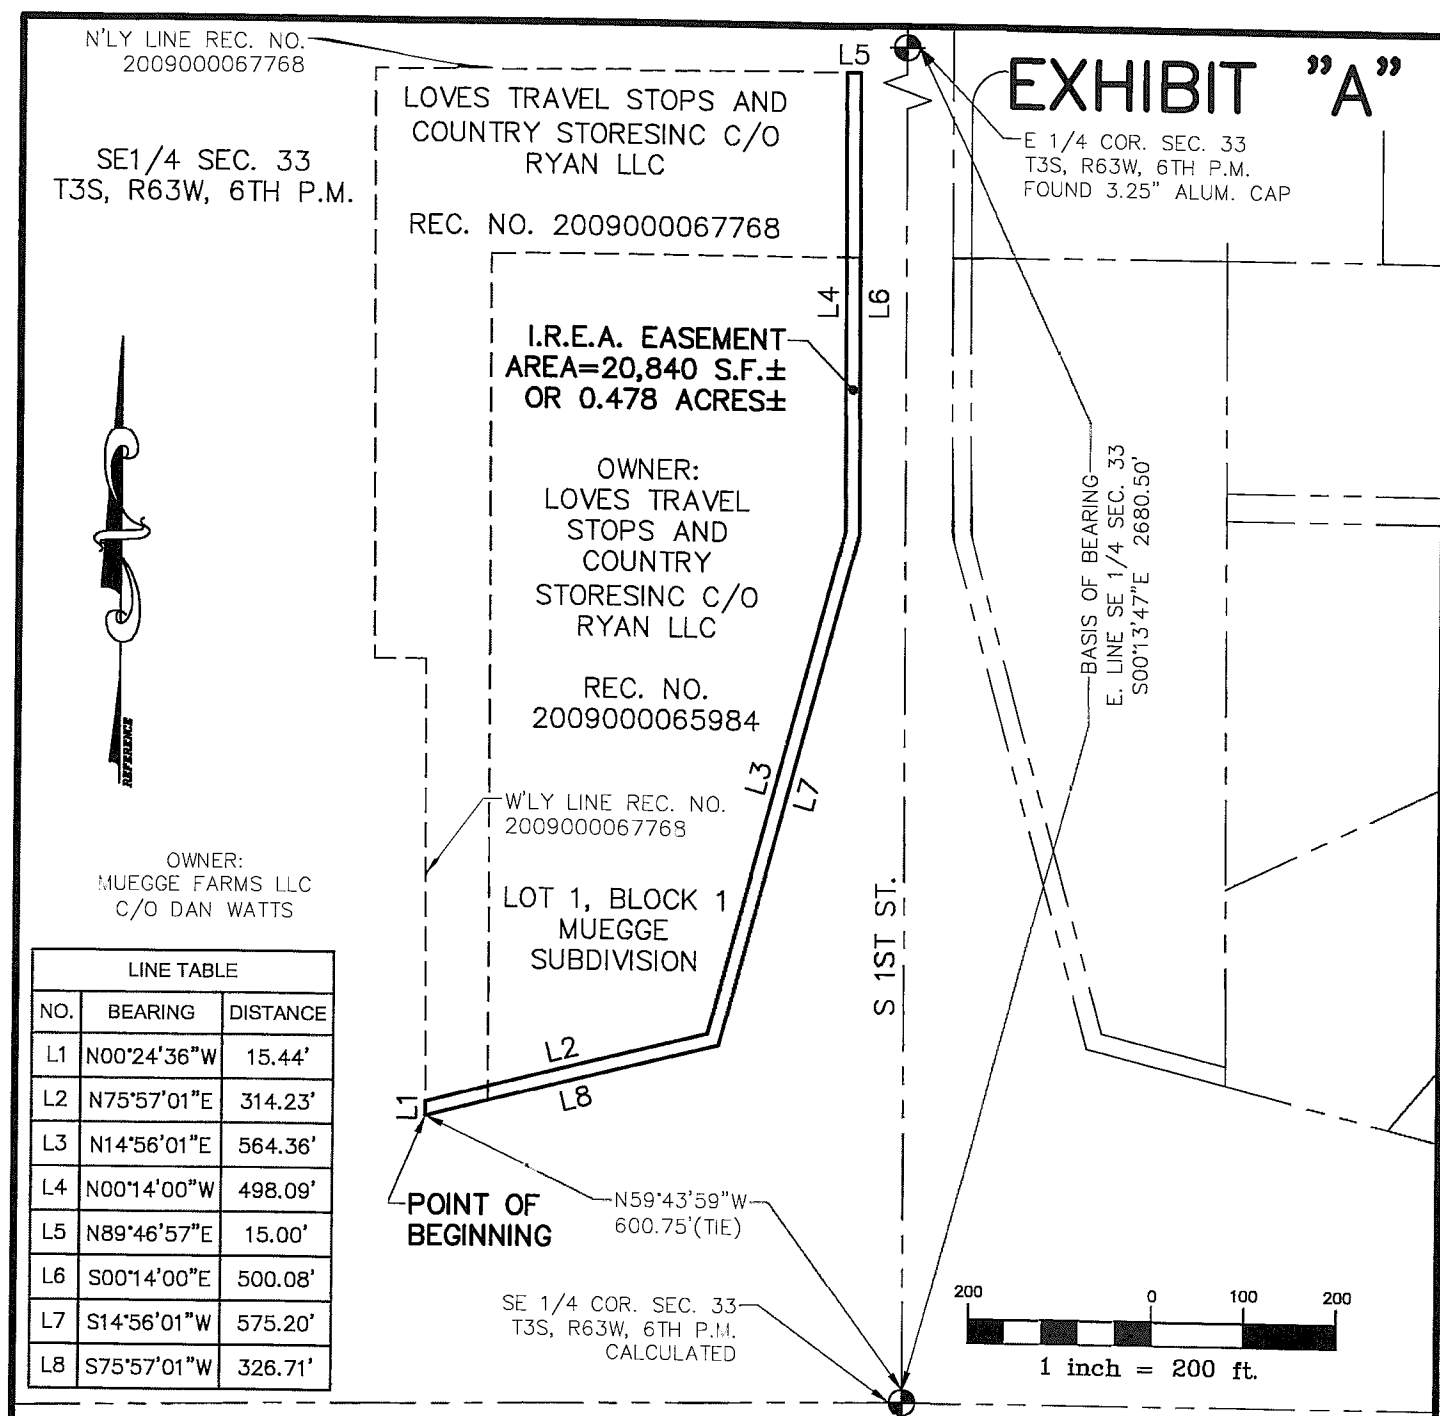 EXHIBIT "A"
N'LY LINE REC. NO.
2009000067768
L5
LOVES TRAVEL STOPS AND
COUNTRY STORESINC C/O
RYAN LLC
REC. NO. 2009000067768
SE1/4 SEC. 33
T3S, R63W, 6TH P.M.
E 1/4 COR. SEC. 33
T3S, R63W, 6TH P.M.
FOUND 3.25" ALUM. CAP
L4
L6
I.R.E.A. EASEMENT
AREA=20,840 S.F.±
OR 0.478 ACRES±
OWNER:
LOVES TRAVEL
STOPS AND
COUNTRY
STORESINC C/O
RYAN LLC
REC. NO.
2009000065984
BASIS OF BEARING
E. LINE SE 1/4 SEC. 33
S00°13'47"E 2680.50'
REFERENCE
L3
L7
W'LY LINE REC. NO.
2009000067768
OWNER:
MUEGGE FARMS LLC
C/O DAN WATTS
LOT 1, BLOCK 1
MUEGGE
SUBDIVISION
S 1ST ST.
LINE TABLE
NO. BEARING DISTANCE
L1 N00°24'36"W 15.44'
L2 N75°57'01"E 314.23'
L3 N14°56'01"E 564.36'
L4 N00°14'00"W 498.09'
L5 N89°46'57"E 15.00'
L6 S00°14'00"E 500.08'
L7 S14°56'01"W 575.20'
L8 S75°57'01"W 326.71'
L2
L8
L1
POINT OF
BEGINNING
N59°43'59"W
600.75'(TIE)
SE 1/4 COR. SEC. 33
T3S, R63W, 6TH P.M.
CALCULATED
200 0 100 200
1 inch = 200 ft.